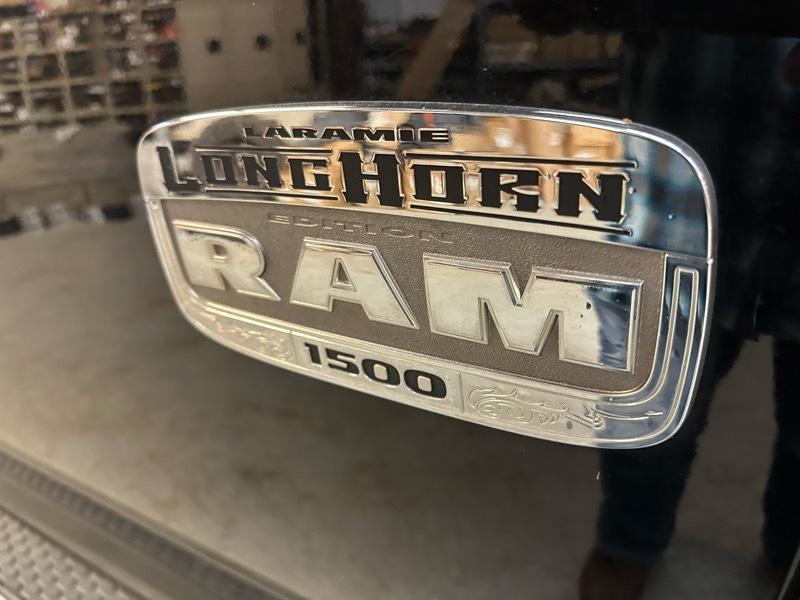 LARAMIE
LONGHORN
EDITION
RAM
1500